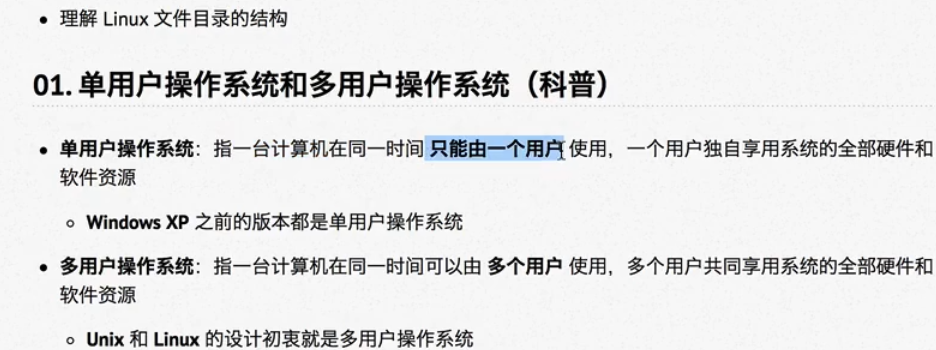 • 理解 Linux 文件目录的结构
01. 单用户操作系统和多用户操作系统（科普）
• 单用户操作系统：指一台计算机在同一时间 只能由一个用户 使用，一个用户独自享用系统的全部硬件和
软件资源
◦ Windows XP 之前的版本都是单用户操作系统
• 多用户操作系统：指一台计算机在同一时间可以由 多个用户 使用，多个用户共同享用系统的全部硬件和
软件资源
◦ Unix 和 Linux 的设计初衷就是多用户操作系统